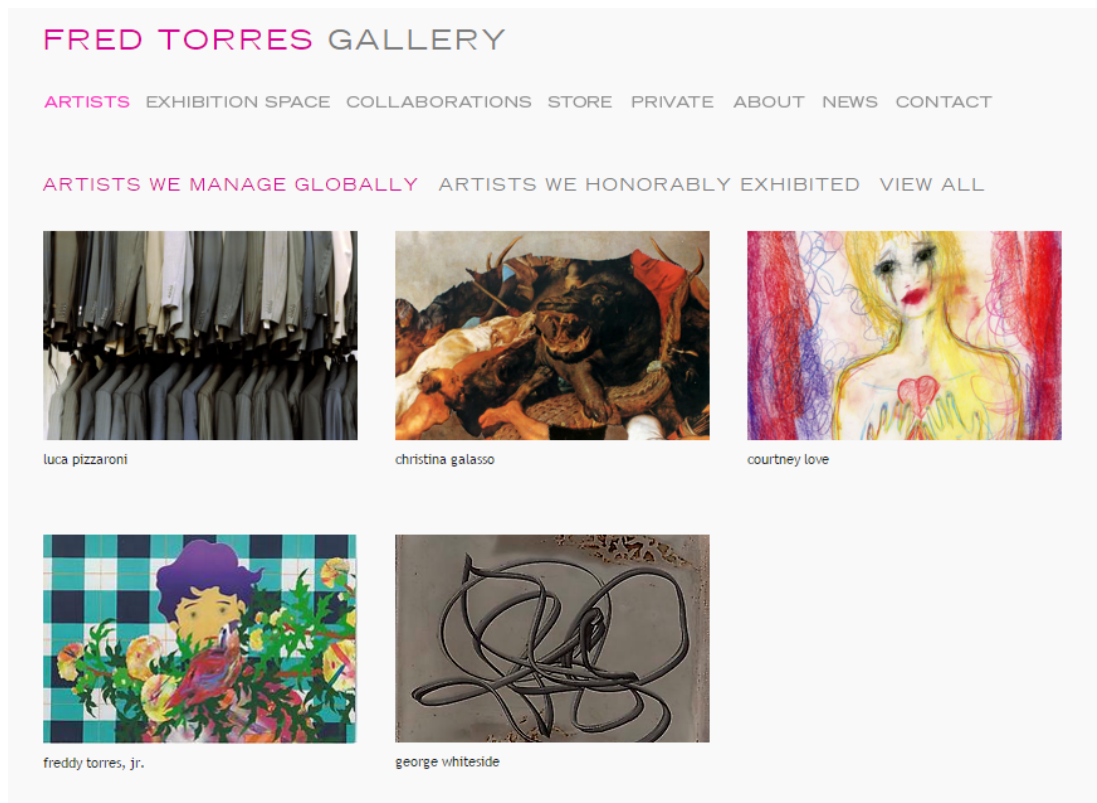 FRED TORRES GALLERY
ARTISTS EXHIBITION SPACE COLLABORATIONS STORE PRIVATE ABOUT NEWS CONTACT
ARTISTS WE MANAGE GLOBALLY ARTISTS WE HONORABLY EXHIBITED VIEW ALL
luca pizzaroni
christina galasso
courtney love
freddy torres, jr.
george whiteside